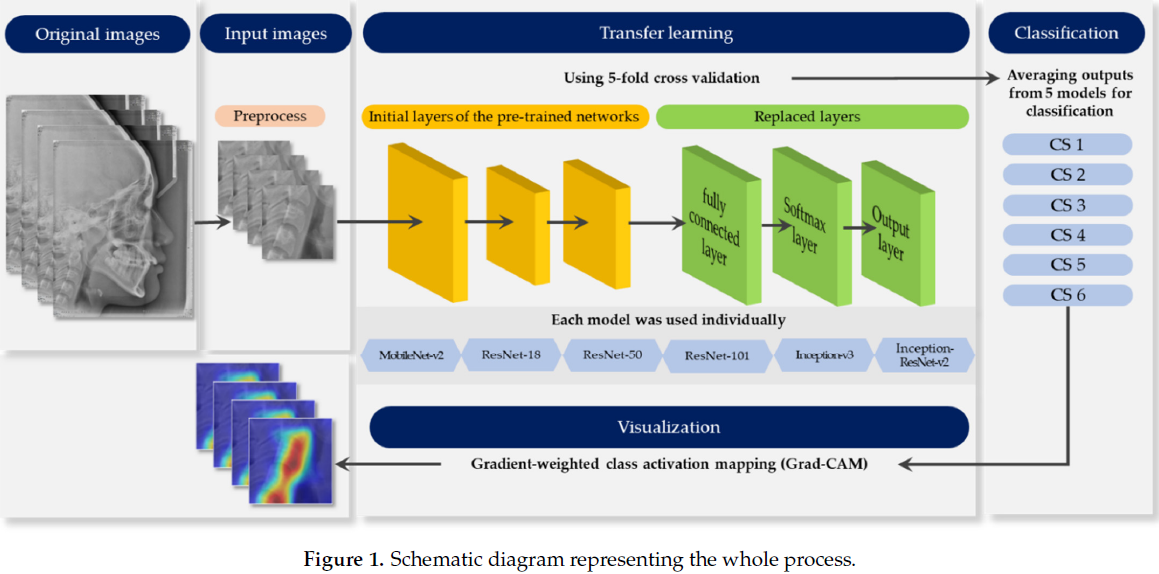 Original images
Input images
Transfer learning
Classification
Using 5-fold cross validation
Averaging outputs
from 5 models for
classification
Preprocess
Initial layers of the pre-trained networks
Replaced layers
fully
connected
layer
Softmax
layer
Output
layer
CS 1
CS 2
CS 3
CS 4
CS 5
CS 6
Each model was used individually
MobileNet-v2
ResNet-18
ResNet-50
ResNet-101
Inception-v3
Inception-
ResNet-v2
Visualization
Gradient-weighted class activation mapping (Grad-CAM)
Figure 1. Schematic diagram representing the whole process.